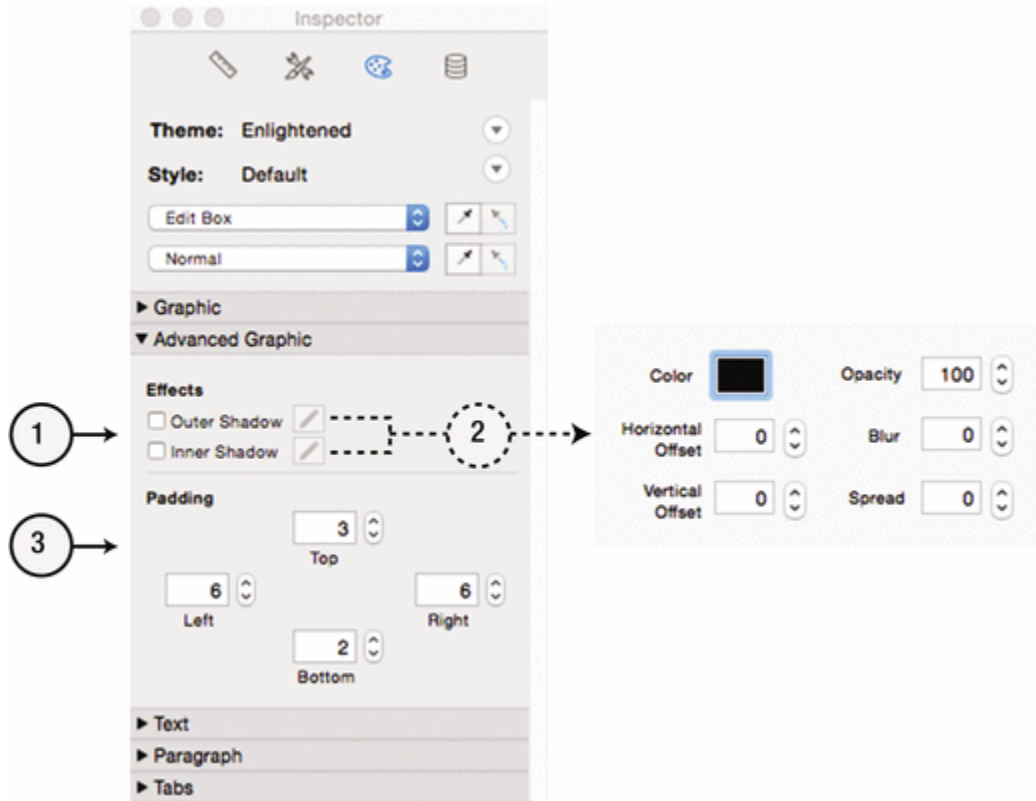 Inspector
Theme: Enlightened
Style: Default
Edit Box
Normal
Graphic
Advanced Graphic
Effects
1
Outer Shadow
Inner Shadow
2
Color
Opacity 100
Horizontal
Offset 0
Blur 0
Vertical
Offset 0
Spread 0
Padding
3
3
Top
6
Left
6
Right
2
Bottom
Text
Paragraph
Tabs